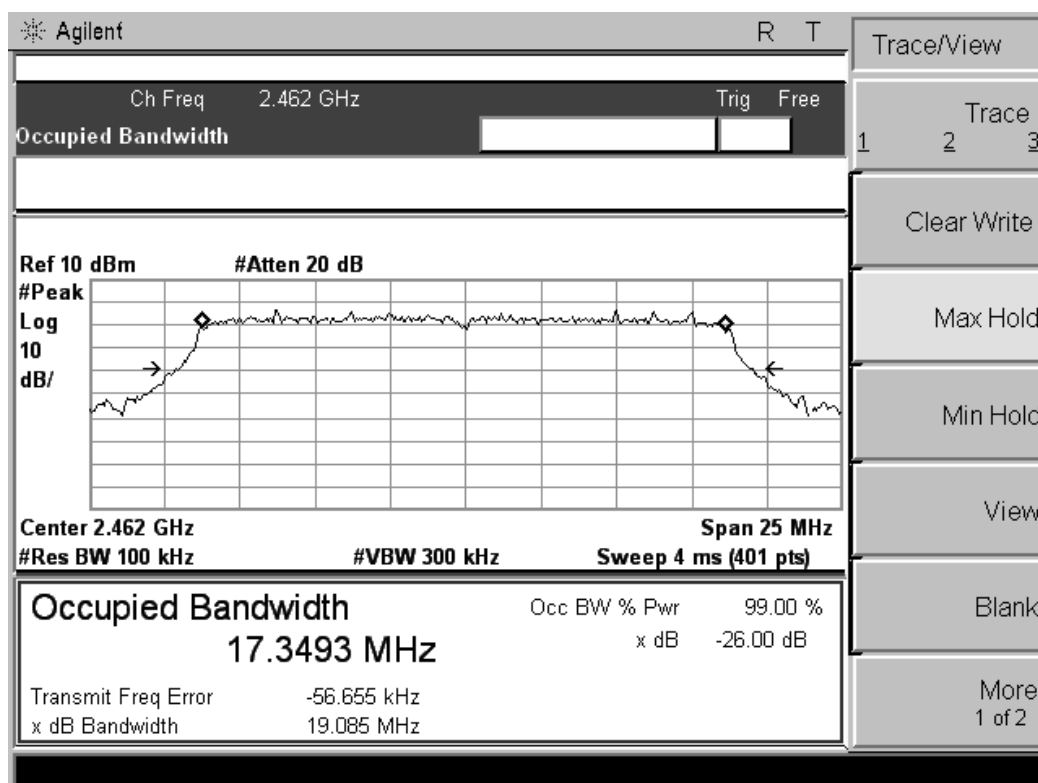 Agilent R T
Trace/View
Ch Freq 2.462 GHz Trig Free
Occupied Bandwidth
Trace
1 2 3
Clear Write
Ref 10 dBm #Atten 20 dB
#Peak
Log
10
dB/
Max Hold
Min Hold
View
Center 2.462 GHz Span 25 MHz
#Res BW 100 kHz #VBW 300 kHz Sweep 4 ms (401 pts)
Occupied Bandwidth Occ BW % Pwr 99.00 %
17.3493 MHz x dB -26.00 dB
Transmit Freq Error -56.655 kHz
x dB Bandwidth 19.085 MHz
Blank
More
1 of 2